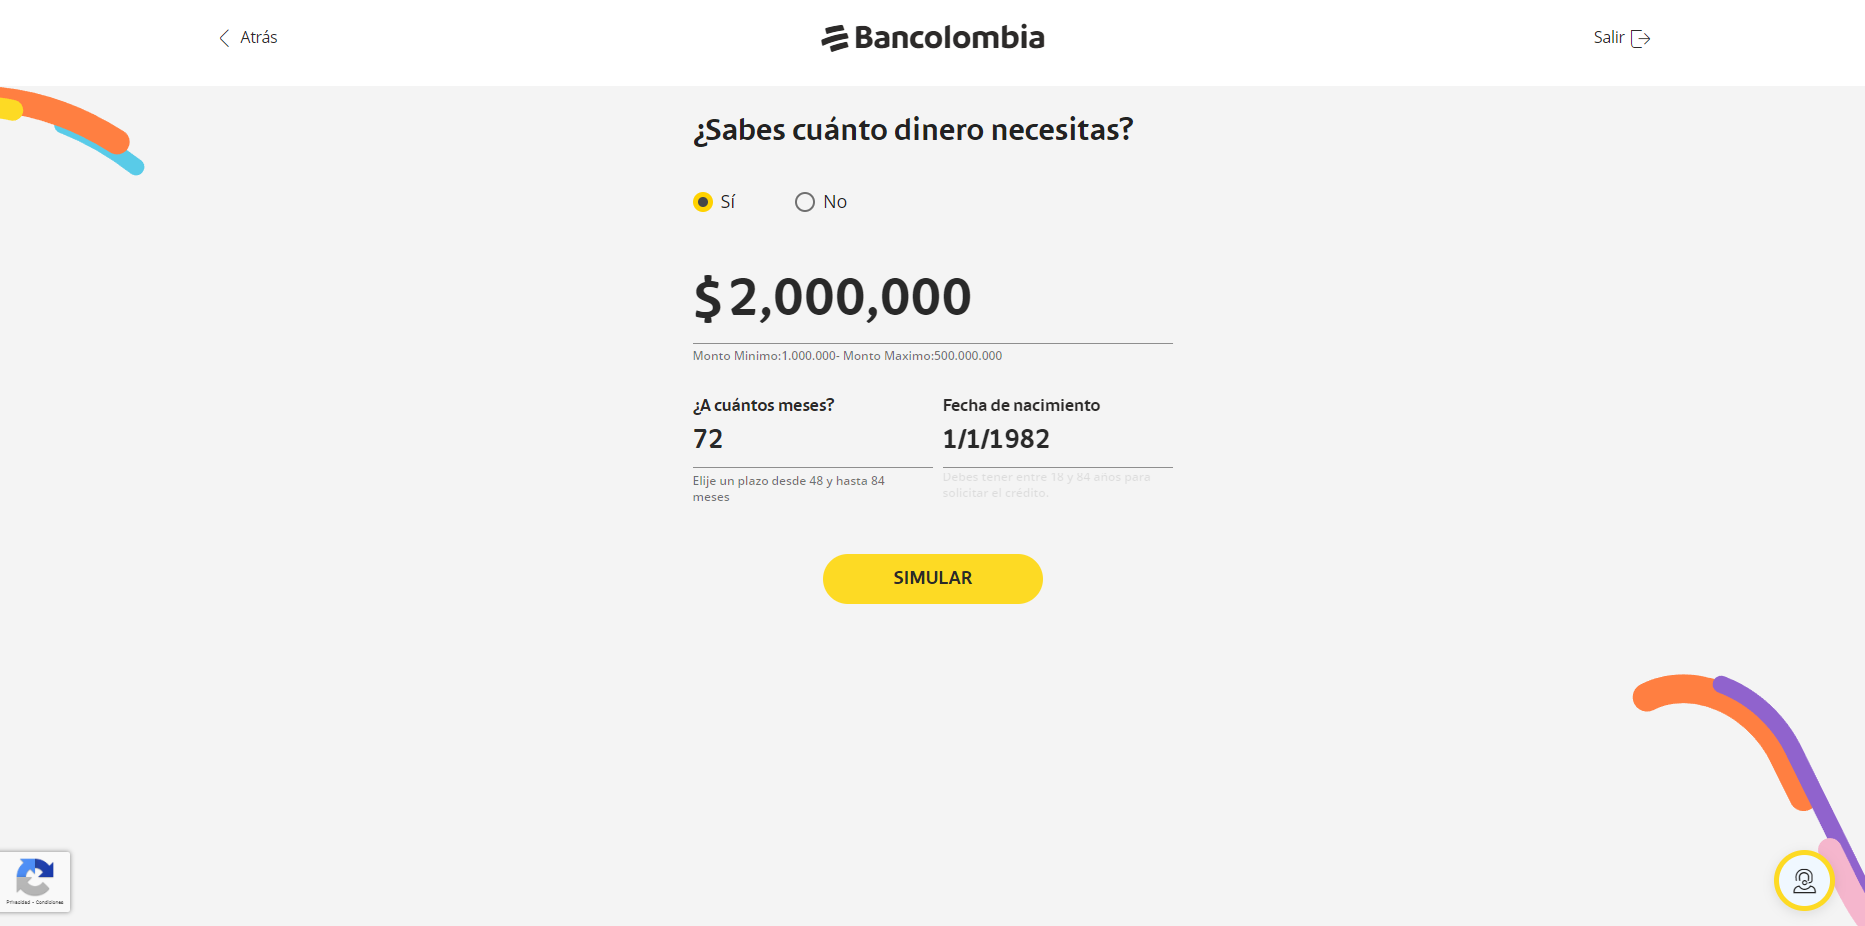 Atrás
Bancolombia
Salir
¿Sabes cuánto dinero necesitas?
Sí
No
$ 2,000,000
Monto Minimo:1.000.000- Monto Maximo:500.000.000
¿A cuántos meses?
72
Elije un plazo desde 48 y hasta 84
meses
Fecha de nacimiento
1/1/1982
Debes tener entre 18 y 84 años para
solicitar el crédito.
SIMULAR
Privacidad - Condiciones